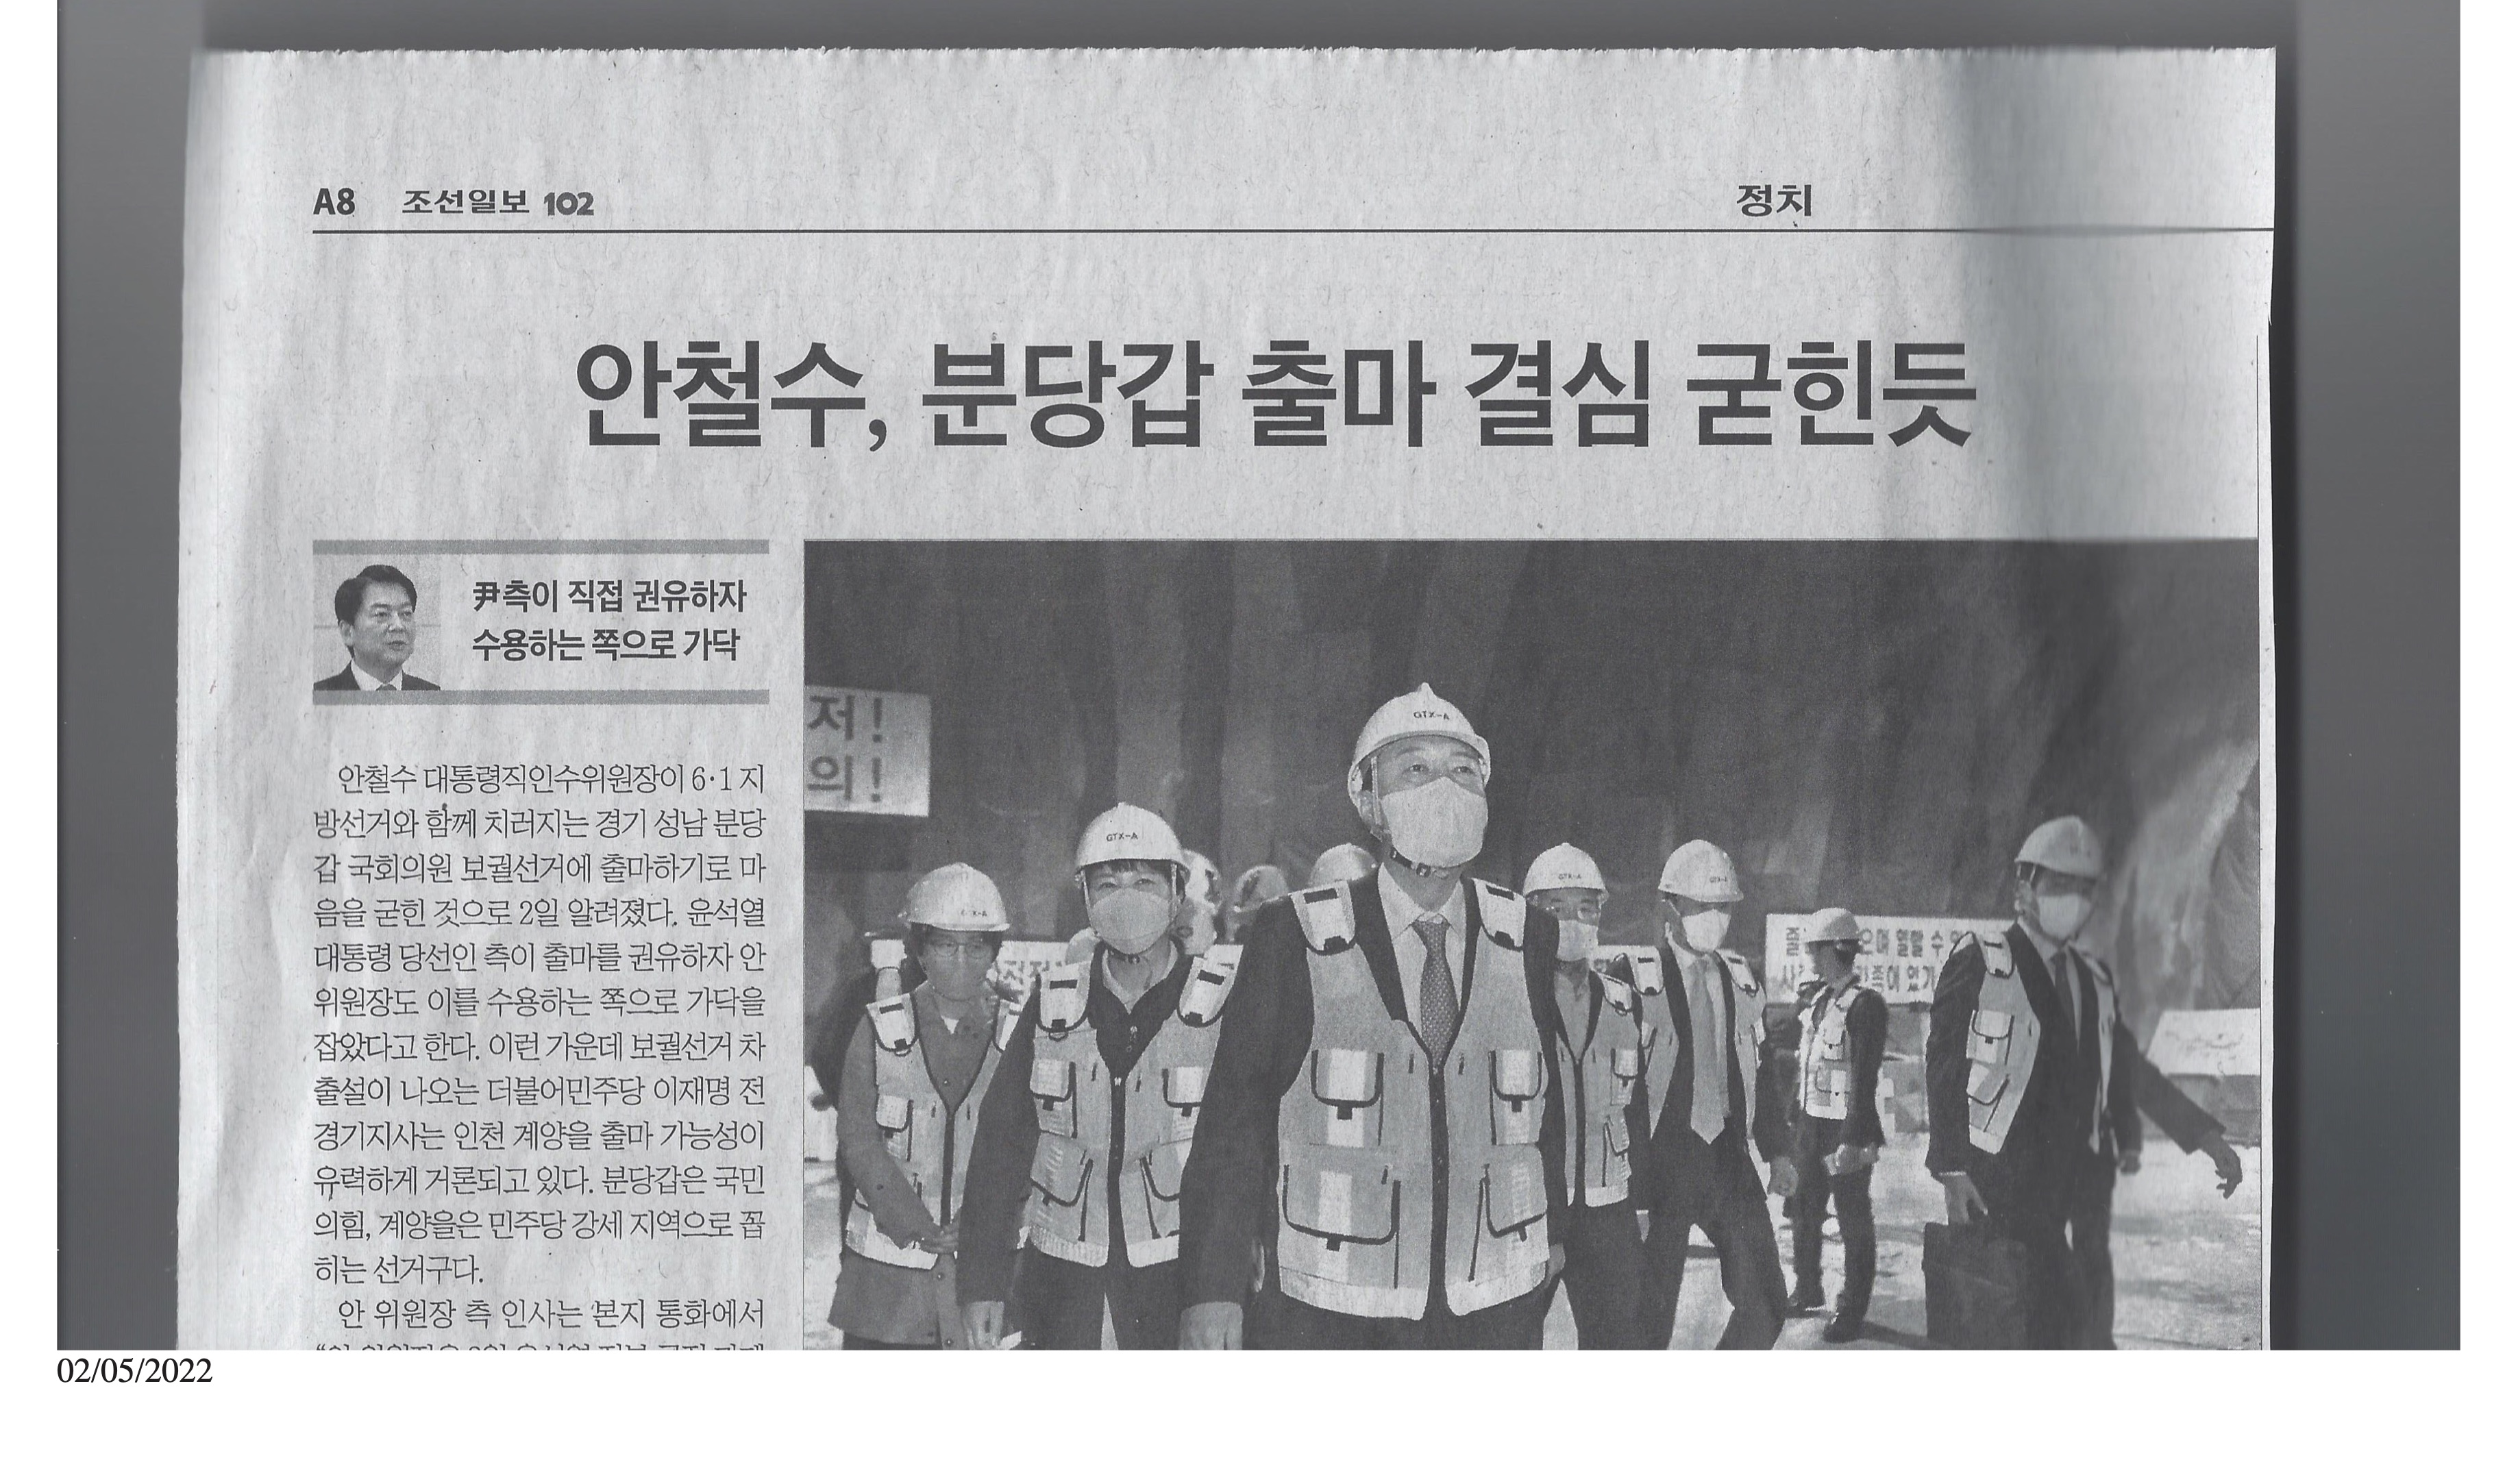 A8 조선일보 102
정치
안철수, 분당갑 출마 결심 굳힌듯
尹측이 직접 권유하자
수용하는 쪽으로 가닥
안철수 대통령직인수위원장이 6·1 지
방선거와 함께 치러지는 경기 성남 분당
갑 국회의원 보궐선거에 출마하기로 마
음을 굳힌 것으로 2일 알려졌다. 윤석열
대통령 당선인 측이 출마를 권유하자 안
위원장도 이를 수용하는 쪽으로 가닥을
잡았다고 한다. 이런 가운데 보궐선거 차
출설이 나오는 더불어민주당 이재명 전
경기지사는 인천 계양을 출마 가능성이
유력하게 거론되고 있다. 분당갑은 국민
의힘, 계양을은 민주당 강세 지역으로 꼽
히는 선거구다.
안 위원장 측 인사는 본지 통화에서
저!
의!
GTX-A
GTX-A
GTX-A
GTX-A
02/05/2022